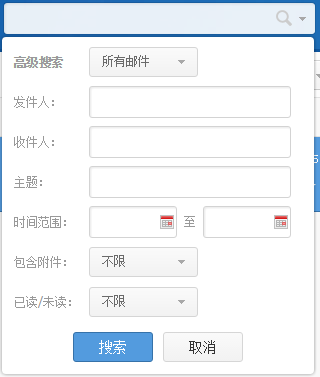 高级搜索 所有邮件
发件人：
收件人：
主题：
时间范围： 至
包含附件： 不限
已读/未读： 不限
搜索 取消